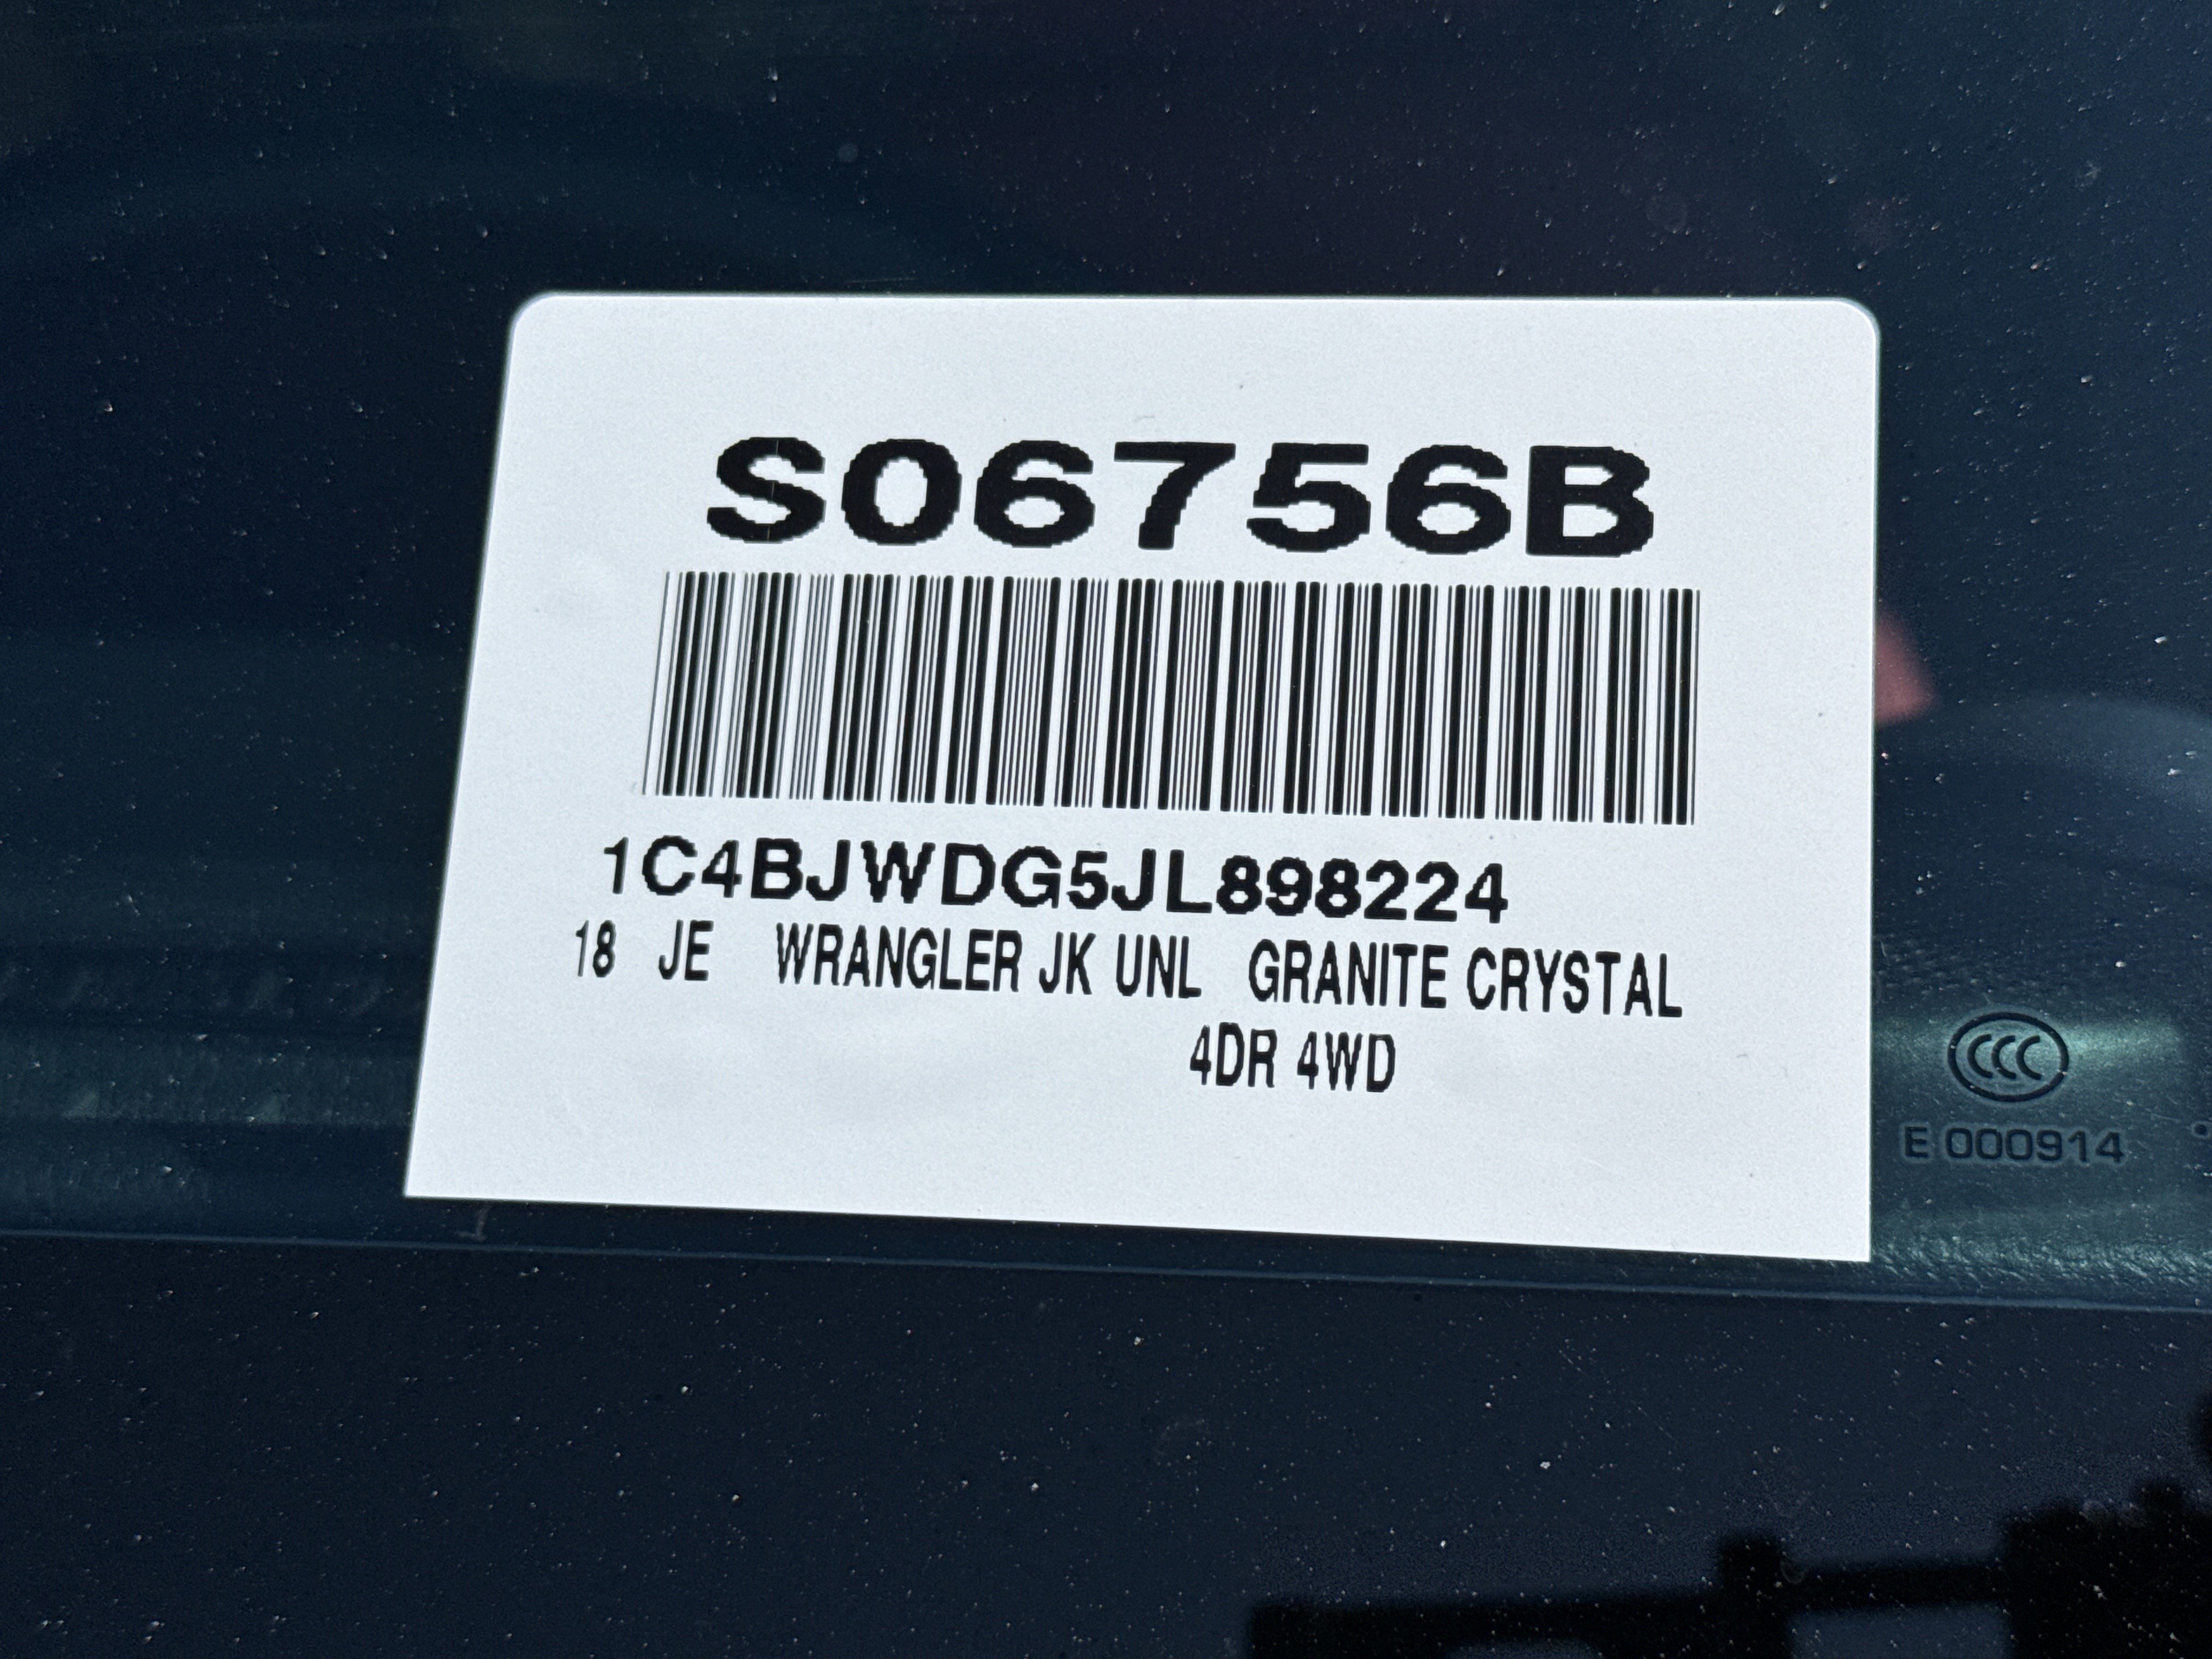 S06756B
1C4BJWDG5JL898224
18 JE WRANGLER JK UNL GRANITE CRYSTAL
4DR 4WD
CCC
E 000914